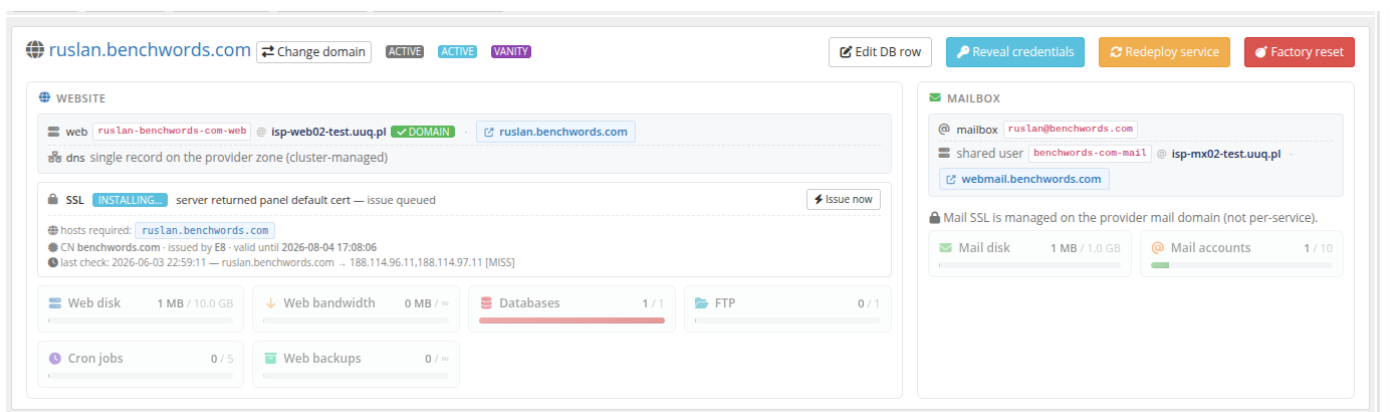 ruslan.benchwords.com Change domain ACTIVE ACTIVE VANITY Edit DB row Reveal credentials Redeploy service Factory reset
WEBSITE
web ruslan-benchwords-com-web @ isp-web02-test.uuq.pl DOMAIN · ruslan.benchwords.com
dns single record on the provider zone (cluster-managed)
SSL INSTALLING... server returned panel default cert — issue queued Issue now
hosts required: ruslan.benchwords.com
CN benchwords.com · issued by E8 · valid until 2026-08-04 17:08:06
last check: 2026-06-03 22:59:11 — ruslan.benchwords.com → 188.114.96.11,188.114.97.11 [MISS]
Web disk 1 MB / 10.0 GB
Web bandwidth 0 MB / ∞
Databases 1 / 1
FTP 0 / 1
Cron jobs 0 / 5
Web backups 0 / ∞
MAILBOX
@ mailbox ruslan@benchwords.com
shared user benchwords-com-mail @ isp-mx02-test.uuq.pl ·
webmail.benchwords.com
Mail SSL is managed on the provider mail domain (not per-service).
Mail disk 1 MB / 1.0 GB
@ Mail accounts 1 / 10